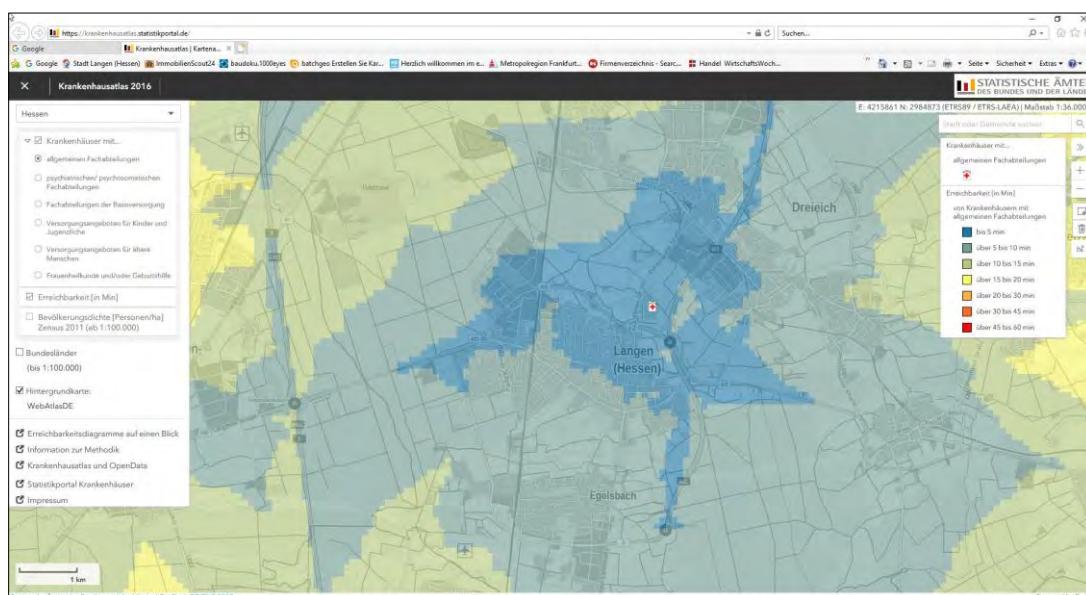 https://krankenhausatlas.statistikportal.de/
Suchen...
Google
Krankenhausatlas | Kartena...
Google
Stadt Langen (Hessen)
ImmobilienScout24
baudoku.1000eyes
batchgeo Erstellen Sie Kar...
Herzlich willkommen im e...
Metropolregion Frankfurt...
Firmenverzeichnis - Searc...
Handel WirtschaftsWoch...
Seite
Sicherheit
Extras
Krankenhausatlas 2016
STATISTISCHE ÄMTE
DES BUNDES UND DER LÄNDE
E: 4215861 N: 2984873 (ETRS89 / ETRS-LAEA) | Maßstab 1:36.000
Hessen
Krankenhäuser mit...
allgemeinen Fachabteilungen
psychiatrischen/ psychosomatischen
Fachabteilungen
Fachabteilungen der Basisversorgung
Versorgungsangeboten für Kinder und
Jugendliche
Versorgungsangeboten für ältere
Menschen
Frauenheilkunde und/oder Geburtshilfe
Erreichbarkeit [in Min]
Bevölkerungsdichte [Personen/ha]
Zensus 2011 (ab 1:100.000)
Bundesländer
(bis 1:100.000)
Hintergrundkarte:
WebAtlasDE
Erreichbarkeitsdiagramme auf einen Blick
Information zur Methodik
Krankenhausatlas und OpenData
Statistikportal Krankenhäuser
Impressum
1 km
Dreieich
Langen
(Hessen)
Egelsbach
Stadt oder Gemeinde suchen
Krankenhäuser mit...
allgemeinen Fachabteilungen
Erreichbarkeit [in Min]
von Krankenhäusern mit
allgemeinen Fachabteilungen
bis 5 min
über 5 bis 10 min
über 10 bis 15 min
über 15 bis 20 min
über 20 bis 30 min
über 30 bis 45 min
über 45 bis 60 min